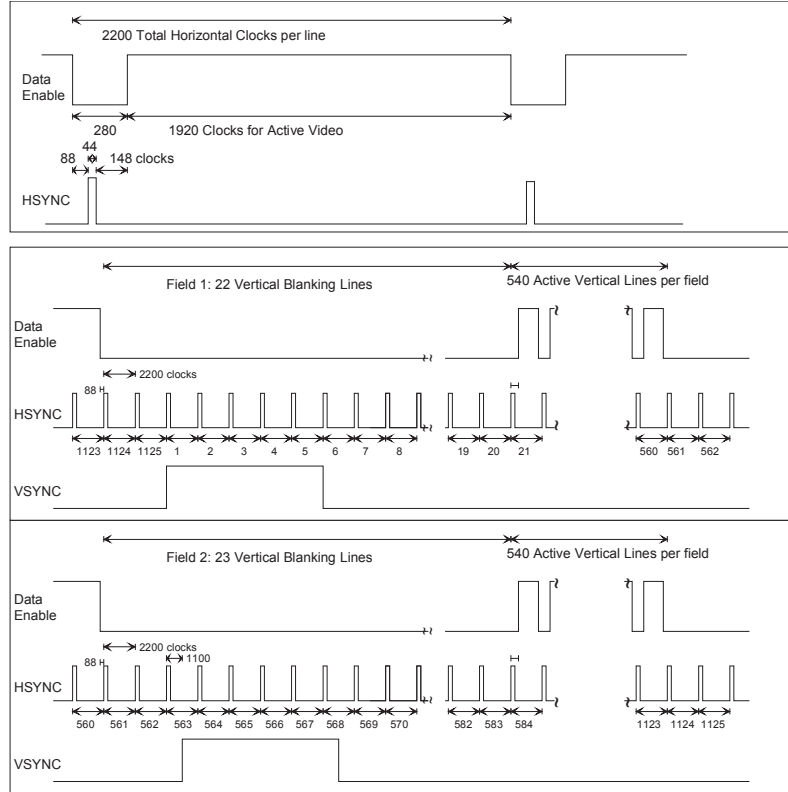 2200 Total Horizontal Clocks per line
Data
Enable
280
1920 Clocks for Active Video
44
88
148 clocks
HSYNC
Field 1: 22 Vertical Blanking Lines
540 Active Vertical Lines per field
Data
Enable
2200 clocks
88
HSYNC
1123 1124 1125 1 2 3 4 5 6 7 8 19 20 21 560 561 562
VSYNC
Field 2: 23 Vertical Blanking Lines
540 Active Vertical Lines per field
Data
Enable
2200 clocks
88
1100
HSYNC
560 561 562 563 564 565 566 567 568 569 570 582 583 584 1123 1124 1125
VSYNC